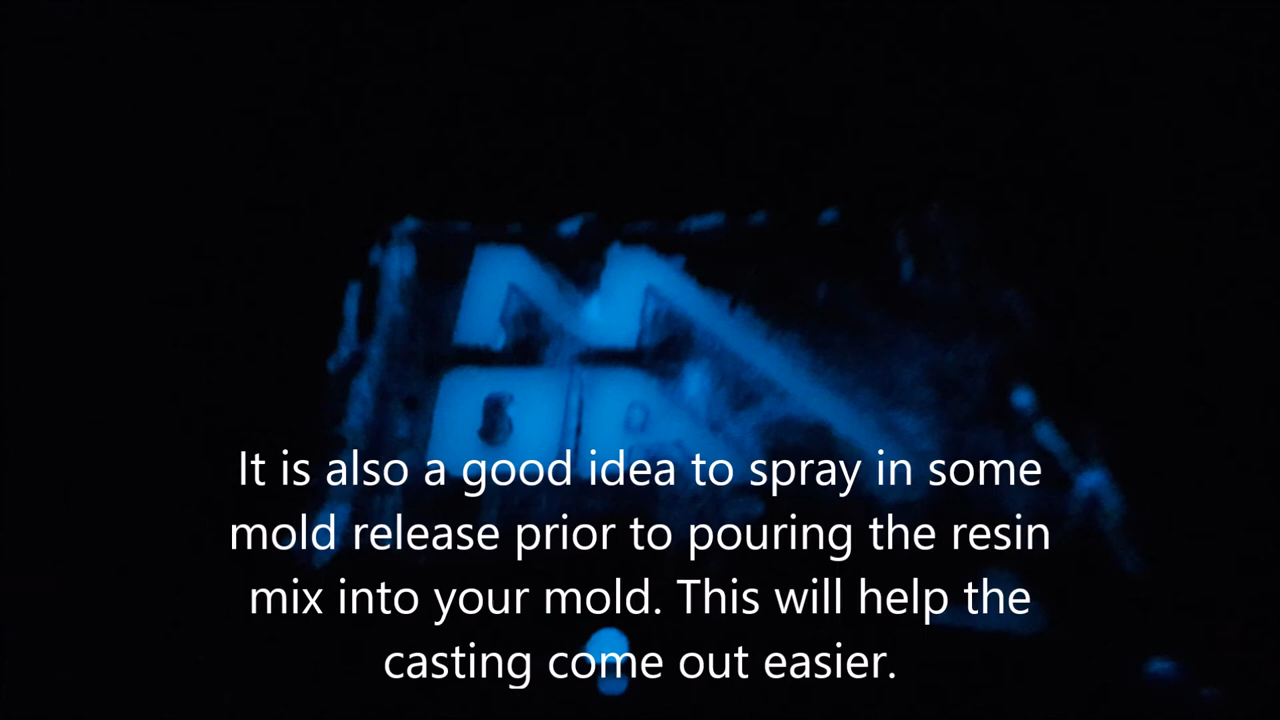 It is also a good idea to spray in some
mold release prior to pouring the resin
mix into your mold. This will help the
casting come out easier.